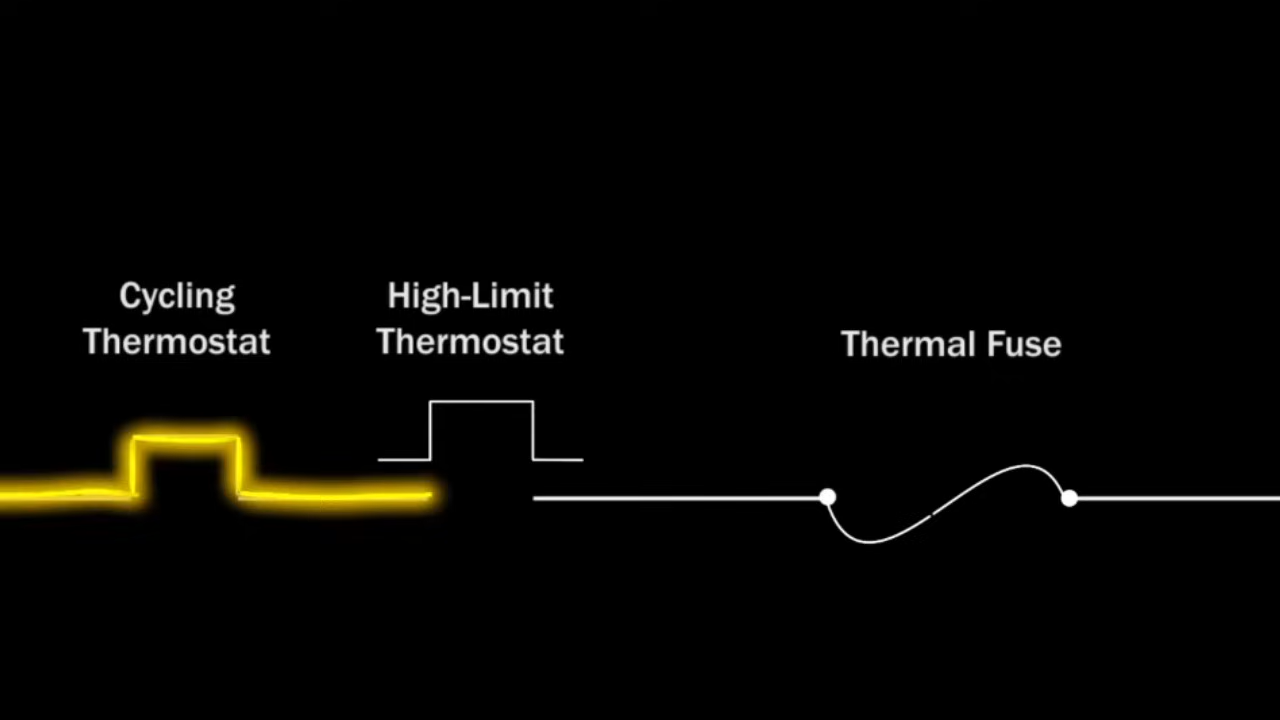 Cycling
Thermostat
High-Limit
Thermostat
Thermal Fuse